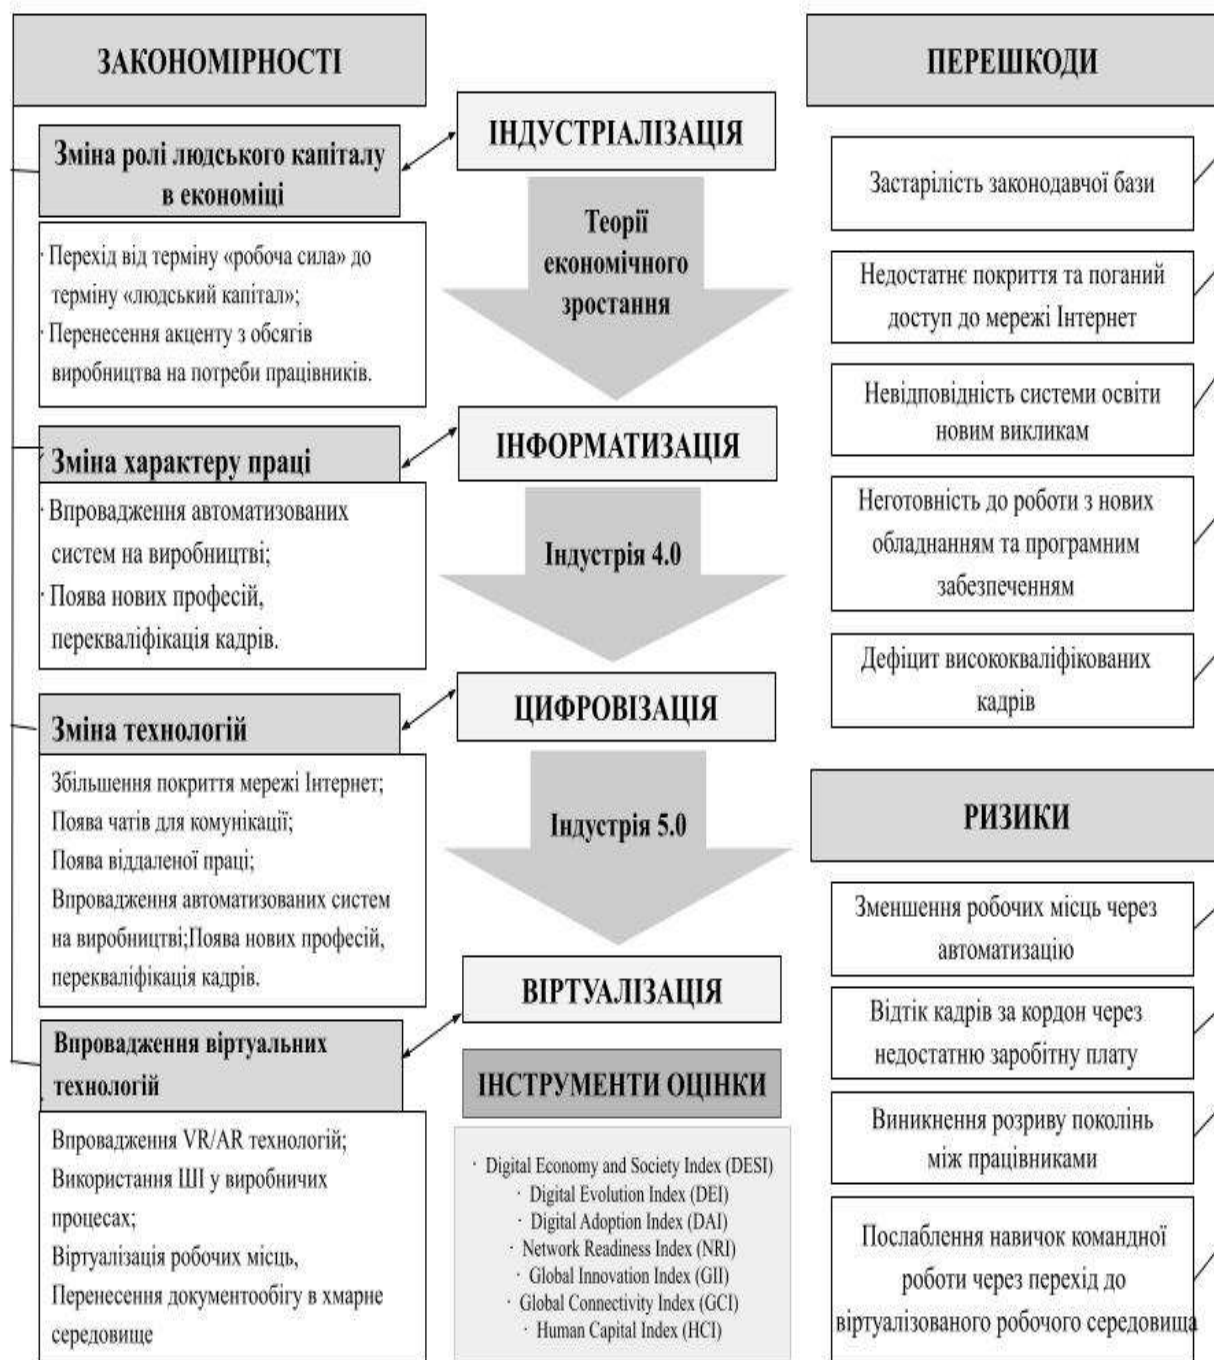 ЗАКОНОМІРНОСТІ
Зміна ролі людського капіталу
в економіці
· Перехід від терміну «робоча сила» до
терміну «людський капітал»;
· Перенесення акценту з обсягів
виробництва на потреби працівників.
Зміна характеру праці
· Впровадження автоматизованих
систем на виробництві;
· Поява нових професій,
перекваліфікація кадрів.
Зміна технологій
Збільшення покриття мережі Інтернет;
Поява чатів для комунікації;
Поява віддаленої праці;
Впровадження автоматизованих систем
на виробництві;Поява нових професій,
перекваліфікація кадрів.
Впровадження віртуальних
технологій
Впровадження VR/AR технологій;
Використання ШІ у виробничих
процесах;
Віртуалізація робочих місць,
Перенесення документообігу в хмарне
середовище
ІНДУСТРІАЛІЗАЦІЯ
Теорії
економічного
зростання
ІНФОРМАТИЗАЦІЯ
Індустрія 4.0
ЦИФРОВІЗАЦІЯ
Індустрія 5.0
ВІРТУАЛІЗАЦІЯ
ІНСТРУМЕНТИ ОЦІНКИ
· Digital Economy and Society Index (DESI)
· Digital Evolution Index (DEI)
· Digital Adoption Index (DAI)
· Network Readiness Index (NRI)
· Global Innovation Index (GII)
· Global Connectivity Index (GCI)
· Human Capital Index (HCI)
ПЕРЕШКОДИ
Застарілість законодавчої бази
Недостатнє покриття та поганий
доступ до мережі Інтернет
Невідповідність системи освіти
новим викликам
Неготовність до роботи з нових
обладнанням та програмним
забезпеченням
Дефіцит висококваліфікованих
кадрів
РИЗИКИ
Зменшення робочих місць через
автоматизацію
Відтік кадрів за кордон через
недостатню заробітну плату
Виникнення розриву поколінь
між працівниками
Послаблення навичок командної
роботи через перехід до
віртуалізованого робочого середовища